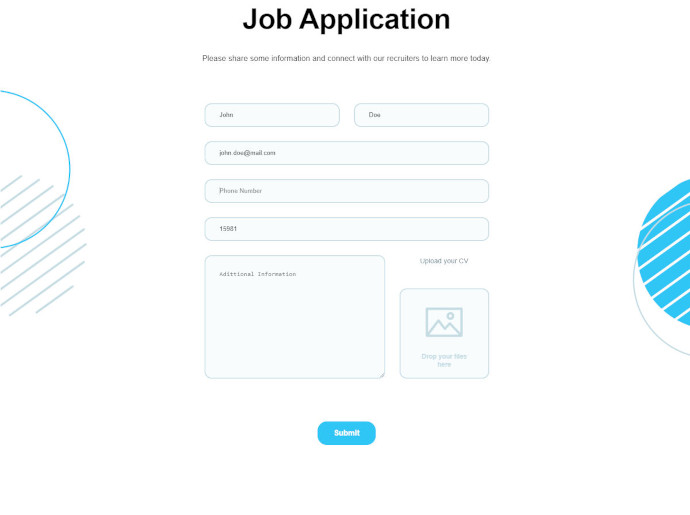 Job Application
Please share some information and connect with our recruiters to learn more today.
John Doe
john.doe@mail.com
Phone Number
15981
Adittional Information
Upload your CV
Drop your files
here
Submit